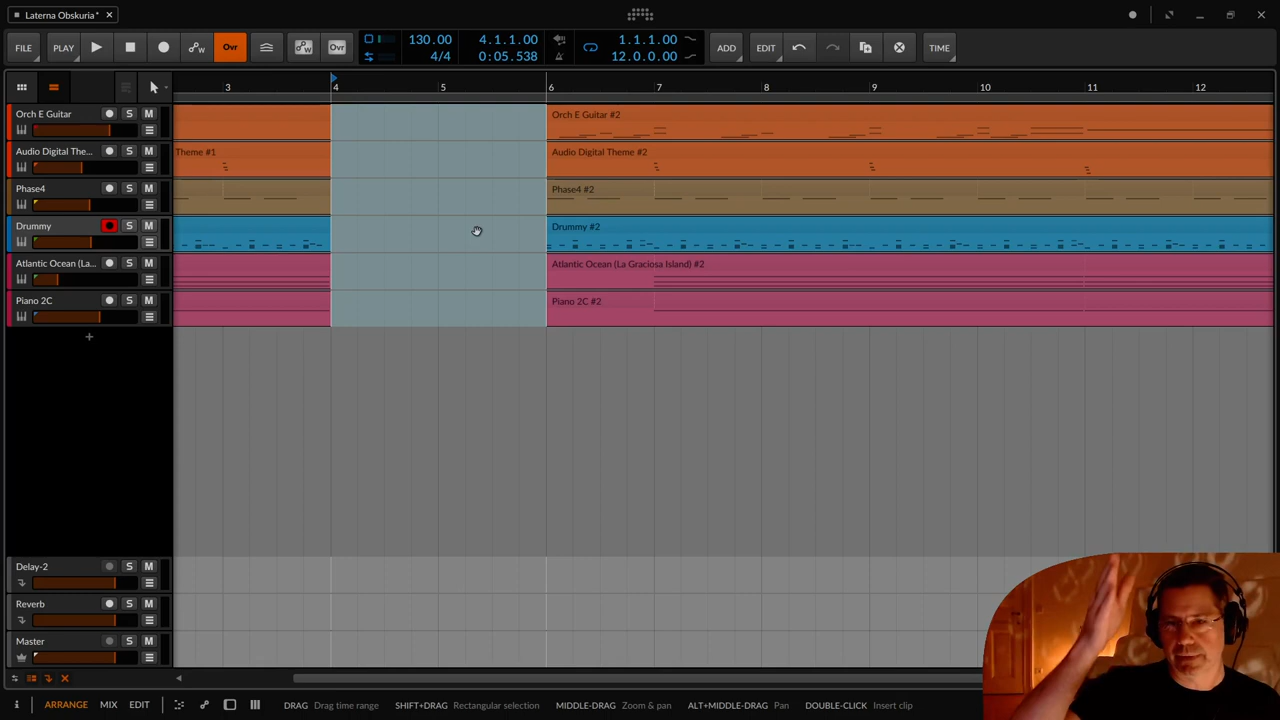 Laterna Obskuria*
FILE PLAY Ovr Ovr 130.00 4/4 4.1.1.00 0:05.538 1.1.1.00 12.0.0.00 ADD EDIT TIME
3 4 5 6 7 8 9 10 11 12
Orch E Guitar S M Orch E Guitar #2
Audio Digital The... S M Theme #1 Audio Digital Theme #2
Phase4 S M Phase4 #2
Drummy S M Drummy #2
Atlantic Ocean (La... S M Atlantic Ocean (La Graciosa Island) #2
Piano 2C S M Piano 2C #2
Delay-2 S M
Reverb S M
Master S M
ARRANGE MIX EDIT DRAG Drag time range SHIFT+DRAG Rectangular selection MIDDLE-DRAG Zoom & pan ALT+MIDDLE-DRAG Pan DOUBLE-CLICK Insert clip